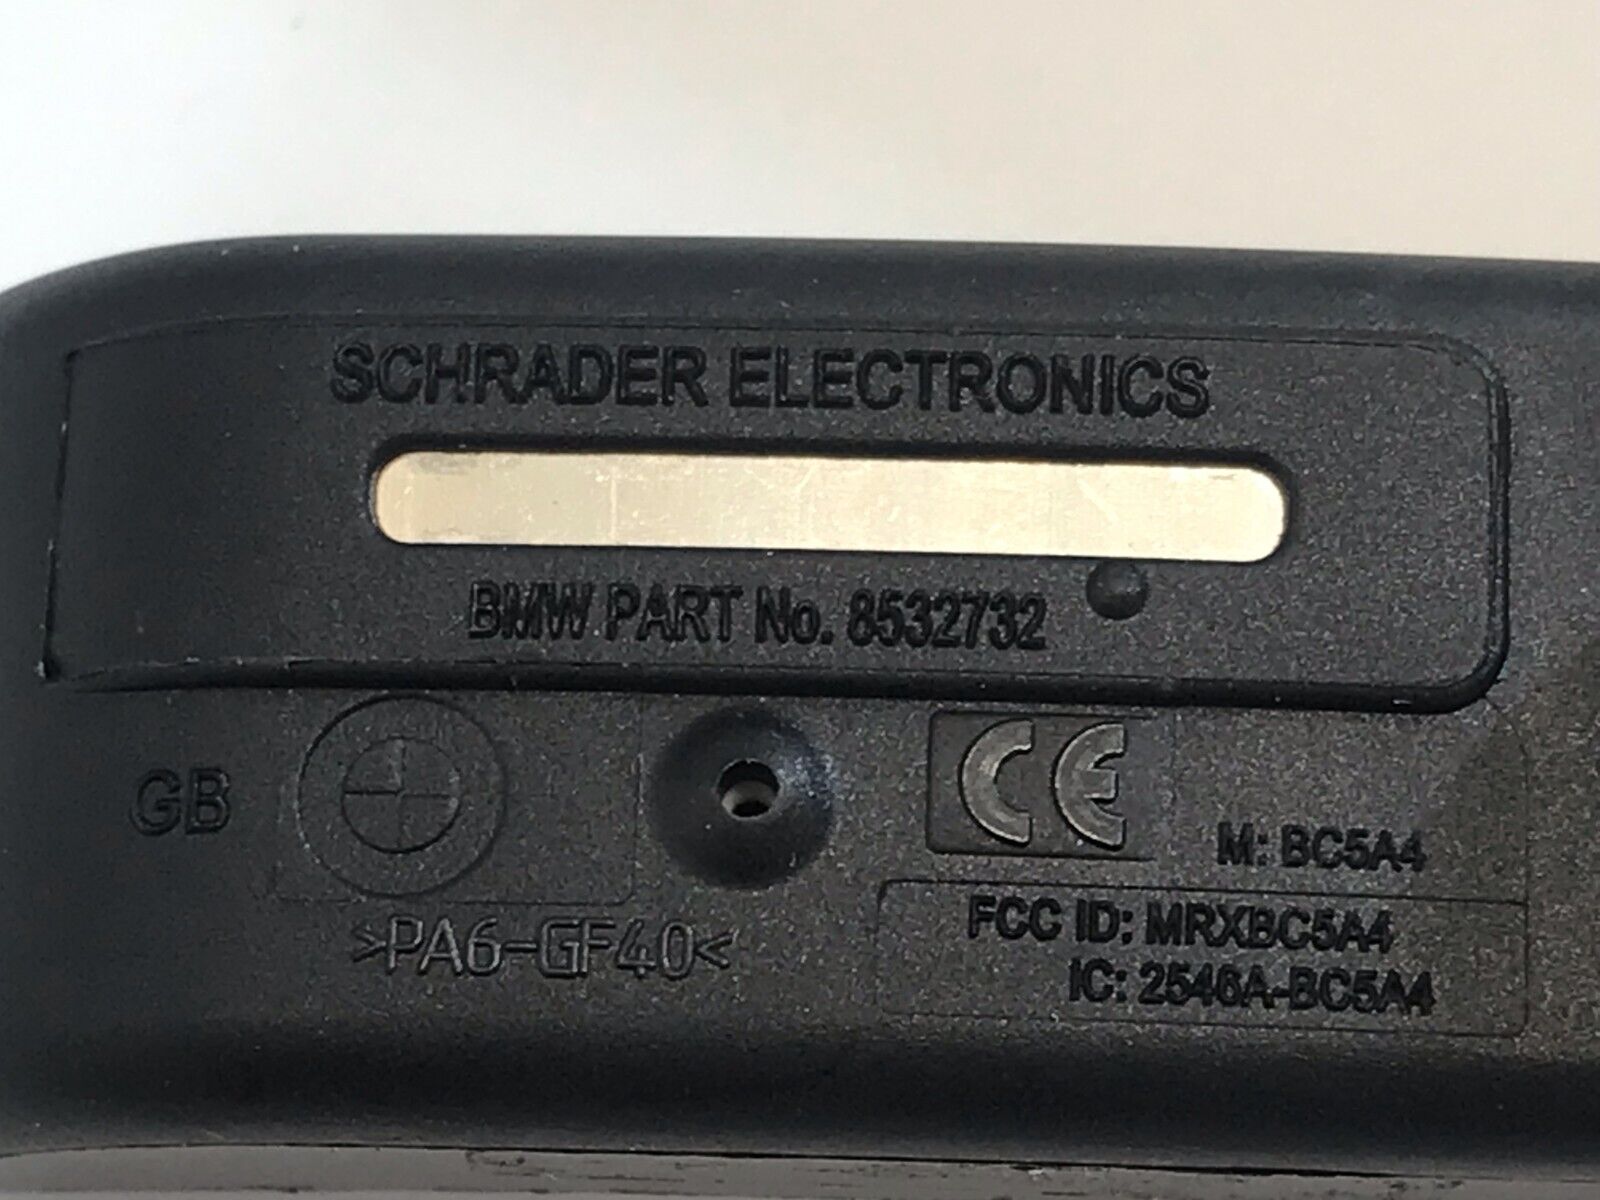 SCHRADER ELECTRONICS
BMW PART No. 8532732
GB
CE
M: BC5A4
>PA6-GF40<
FCC ID: MRXBC5A4
IC: 2546A-BC5A4